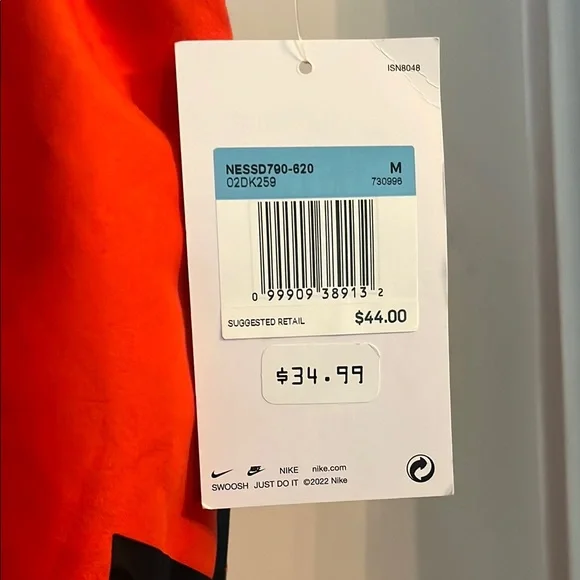 ISN8048
NESSD790-620 M
02DK259 730996
0 99909 38913 2
SUGGESTED RETAIL $44.00
$34.99
NIKE nike.com
SWOOSH JUST DO IT ©2022 Nike